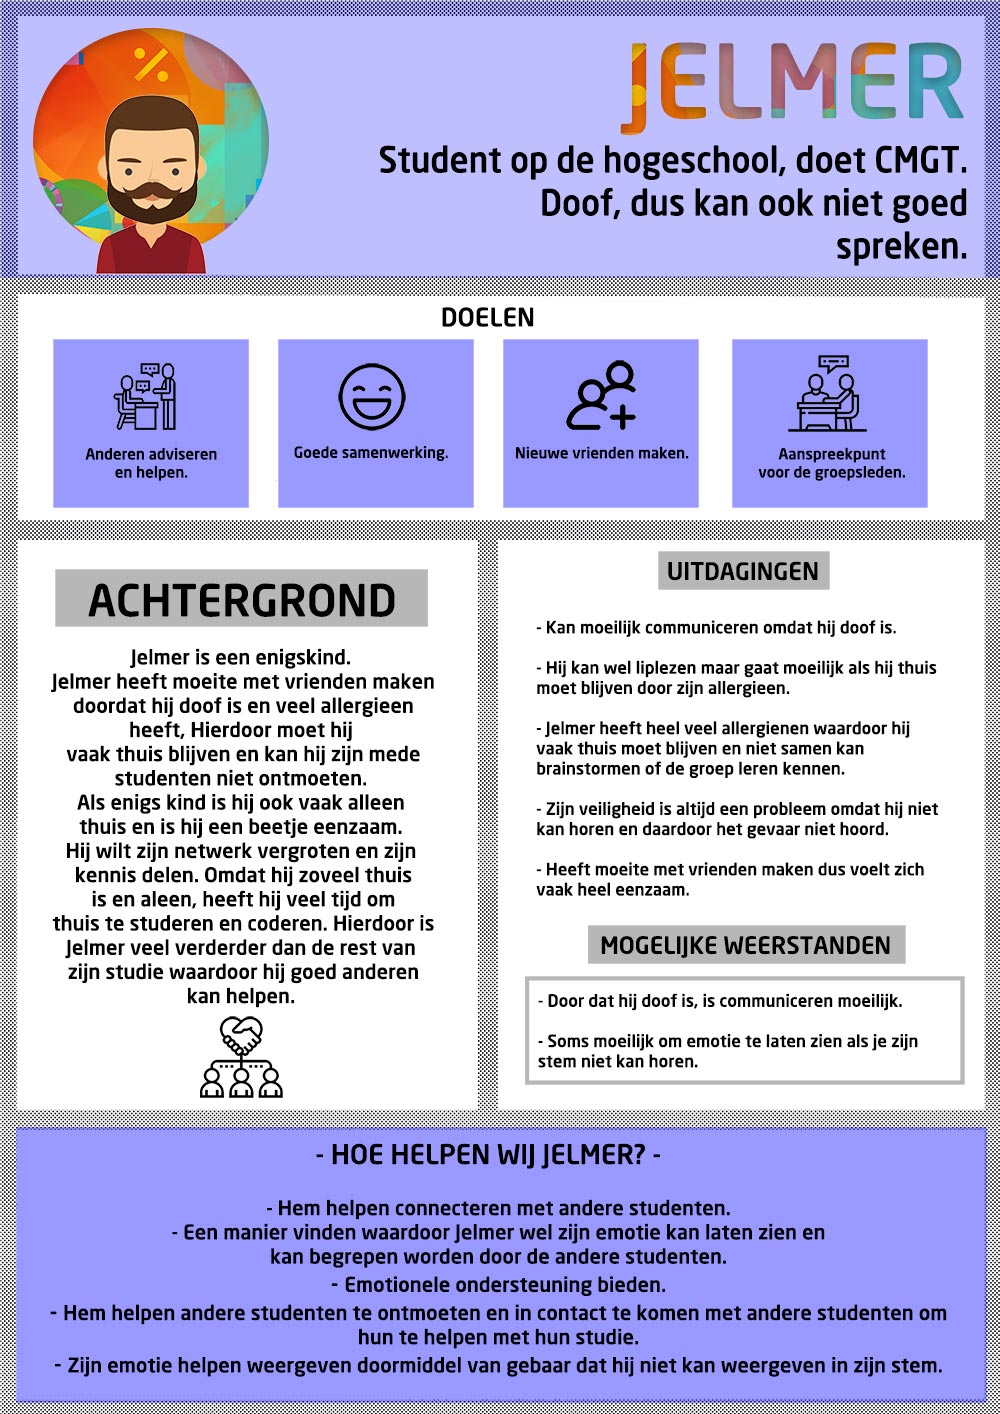 JELMER
Student op de hogeschool, doet CMGT.
Doof, dus kan ook niet goed
spreken.
DOELEN
Anderen adviseren
en helpen.
Goede samenwerking.
Nieuwe vrienden maken.
Aanspreekpunt
voor de groepsleden.
ACHTERGROND
Jelmer is een enigskind.
Jelmer heeft moeite met vrienden maken
doordat hij doof is en veel allergieen
heeft, Hierdoor moet hij
vaak thuis blijven en kan hij zijn mede
studenten niet ontmoeten.
Als enigs kind is hij ook vaak alleen
thuis en is hij een beetje eenzaam.
Hij wilt zijn netwerk vergroten en zijn
kennis delen. Omdat hij zoveel thuis
is en aleen, heeft hij veel tijd om
thuis te studeren en coderen. Hierdoor is
Jelmer veel verderder dan de rest van
zijn studie waardoor hij goed anderen
kan helpen.
UITDAGINGEN
- Kan moeilijk communiceren omdat hij doof is.
- Hij kan wel liplezen maar gaat moeilijk als hij thuis
moet blijven door zijn allergieen.
- Jelmer heeft heel veel allergienen waardoor hij
vaak thuis moet blijven en niet samen kan
brainstormen of de groep leren kennen.
- Zijn veiligheid is altijd een probleem omdat hij niet
kan horen en daardoor het gevaar niet hoord.
- Heeft moeite met vrienden maken dus voelt zich
vaak heel eenzaam.
MOGELIJKE WEERSTANDEN
- Door dat hij doof is, is communiceren moeilijk.
- Soms moeilijk om emotie te laten zien als je zijn
stem niet kan horen.
- HOE HELPEN WIJ JELMER? -
- Hem helpen connecteren met andere studenten.
- Een manier vinden waardoor Jelmer wel zijn emotie kan laten zien en
kan begrepen worden door de andere studenten.
- Emotionele ondersteuning bieden.
- Hem helpen andere studenten te ontmoeten en in contact te komen met andere studenten om
hun te helpen met hun studie.
- Zijn emotie helpen weergeven doormiddel van gebaar dat hij niet kan weergeven in zijn stem.